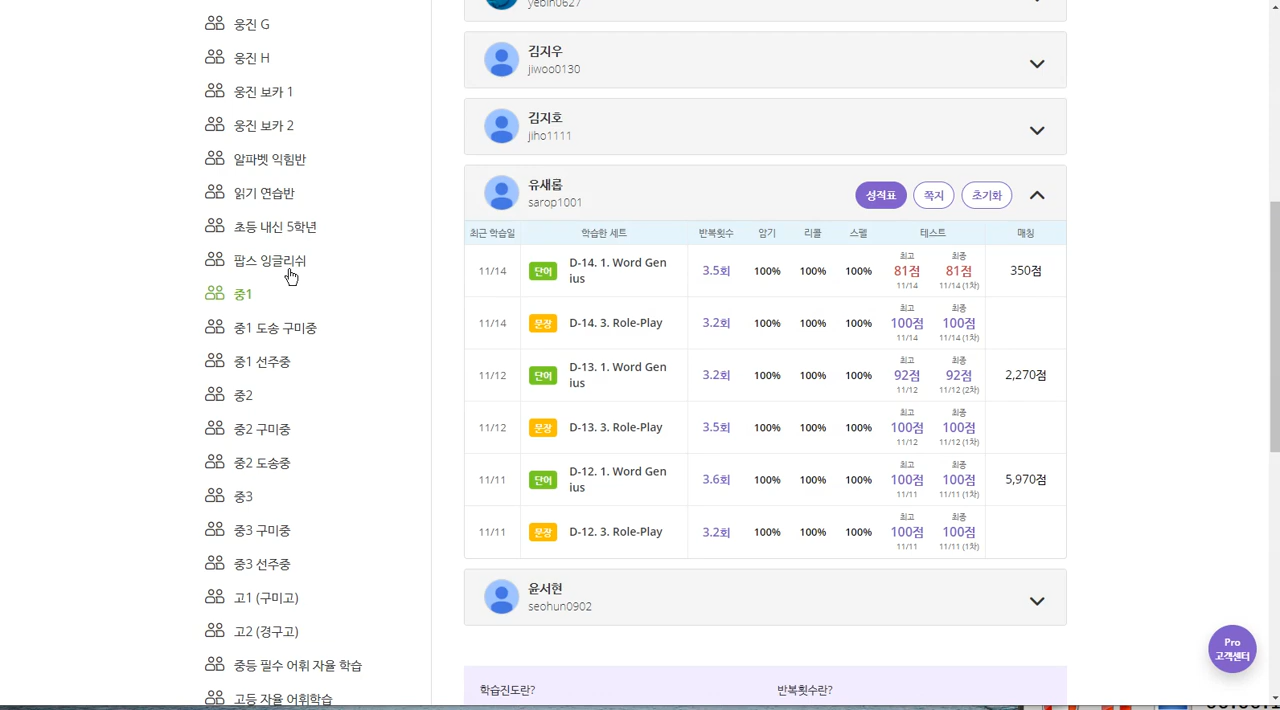 웅진 G
웅진 H
웅진 보카 1
웅진 보카 2
알파벳 익힘반
읽기 연습반
초등 내신 5학년
팝스 잉글리쉬
중1
중1 도송 구미중
중1 선주중
중2
중2 구미중
중2 도송중
중3
중3 구미중
중3 선주중
고1 (구미고)
고2 (경구고)
중등 필수 어휘 자율 학습
고등 자율 어휘학습
yebin0627
김지우
jiwoo0130
김지호
jiho1111
유새롭
sarop1001
성적표 쪽지 초기화
최근 학습일 학습한 세트 반복횟수 암기 리콜 스펠 테스트 매칭
11/14 단어 D-14. 1. Word Gen
ius 3.5회 100% 100% 100% 최고 81점 11/14 최종 81점 11/14 (1차) 350점
11/14 문장 D-14. 3. Role-Play 3.2회 100% 100% 100% 최고 100점 11/14 최종 100점 11/14 (1차)
11/12 단어 D-13. 1. Word Gen
ius 3.2회 100% 100% 100% 최고 92점 11/12 최종 92점 11/12 (2차) 2,270점
11/12 문장 D-13. 3. Role-Play 3.5회 100% 100% 100% 최고 100점 11/12 최종 100점 11/12 (1차)
11/11 단어 D-12. 1. Word Gen
ius 3.6회 100% 100% 100% 최고 100점 11/11 최종 100점 11/11 (1차) 5,970점
11/11 문장 D-12. 3. Role-Play 3.2회 100% 100% 100% 최고 100점 11/11 최종 100점 11/11 (1차)
윤서현
seohun0902
학습진도란? 반복횟수란?
Pro
고객센터